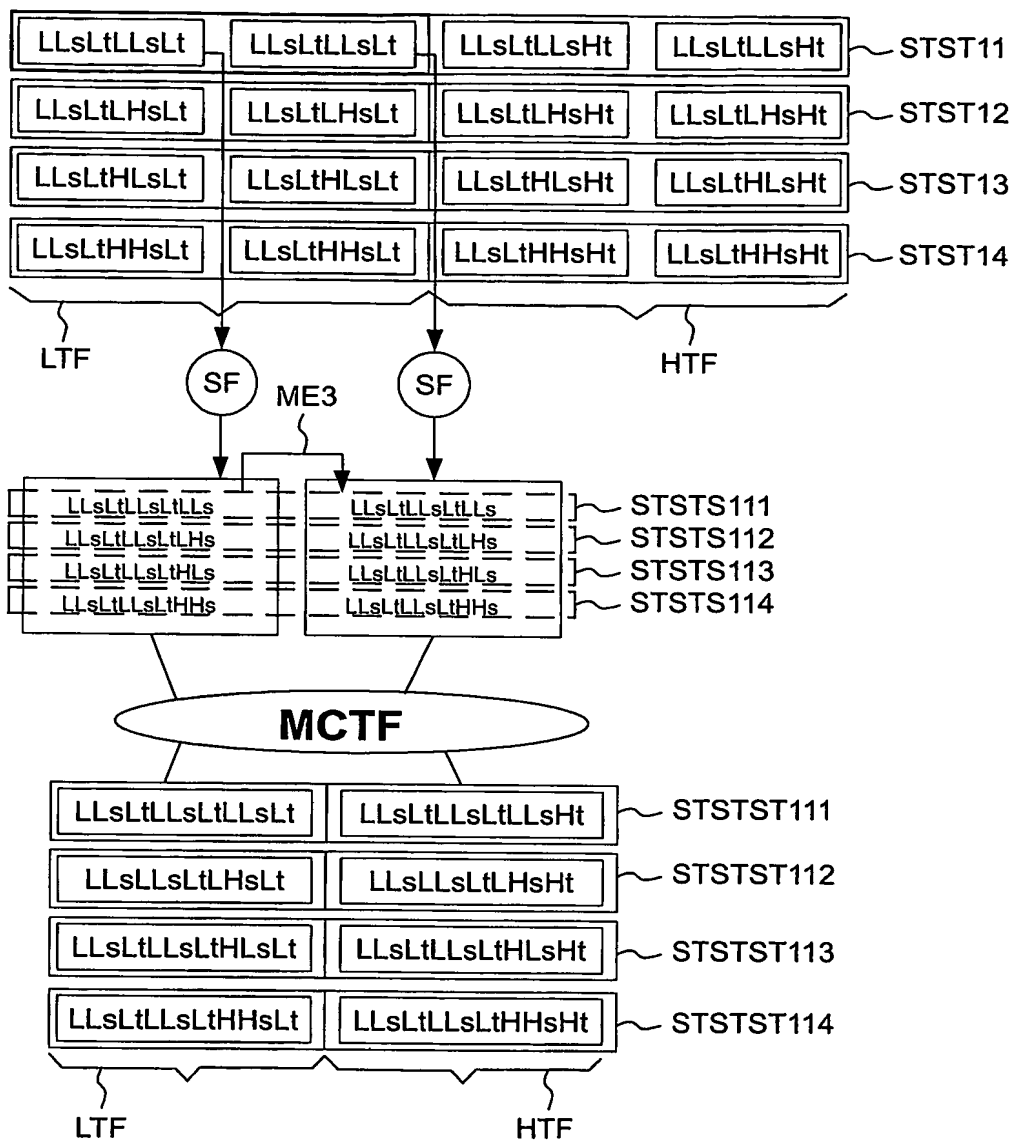 LLsLtLLsLt LLsLtLLsLt LLsLtLLsHt LLsLtLLsHt STST11
LLsLtLHsLt LLsLtLHsLt LLsLtLHsHt LLsLtLHsHt STST12
LLsLtHLsLt LLsLtHLsLt LLsLtHLsHt LLsLtHLsHt STST13
LLsLtHHsLt LLsLtHHsLt LLsLtHHsHt LLsLtHHsHt STST14
LTF HTF
SF SF
ME3
LLsLtLLsLtLLs LLsLtLLsLtLLs STSTS111
LLsLtLLsLtLHs LLsLtLLsLtLHs STSTS112
LLsLtLLsLtHLs LLsLtLLsLtHLs STSTS113
LLsLtLLsLtHHs LLsLtLLsLtHHs STSTS114
MCTF
LLsLtLLsLtLLsLt LLsLtLLsLtLLsHt STSTST111
LLsLLsLtLHsLt LLsLLsLtLHsHt STSTST112
LLsLtLLsLtHLsLt LLsLtLLsLtHLsHt STSTST113
LLsLtLLsLtHHsLt LLsLtLLsLtHHsHt STSTST114
LTF HTF